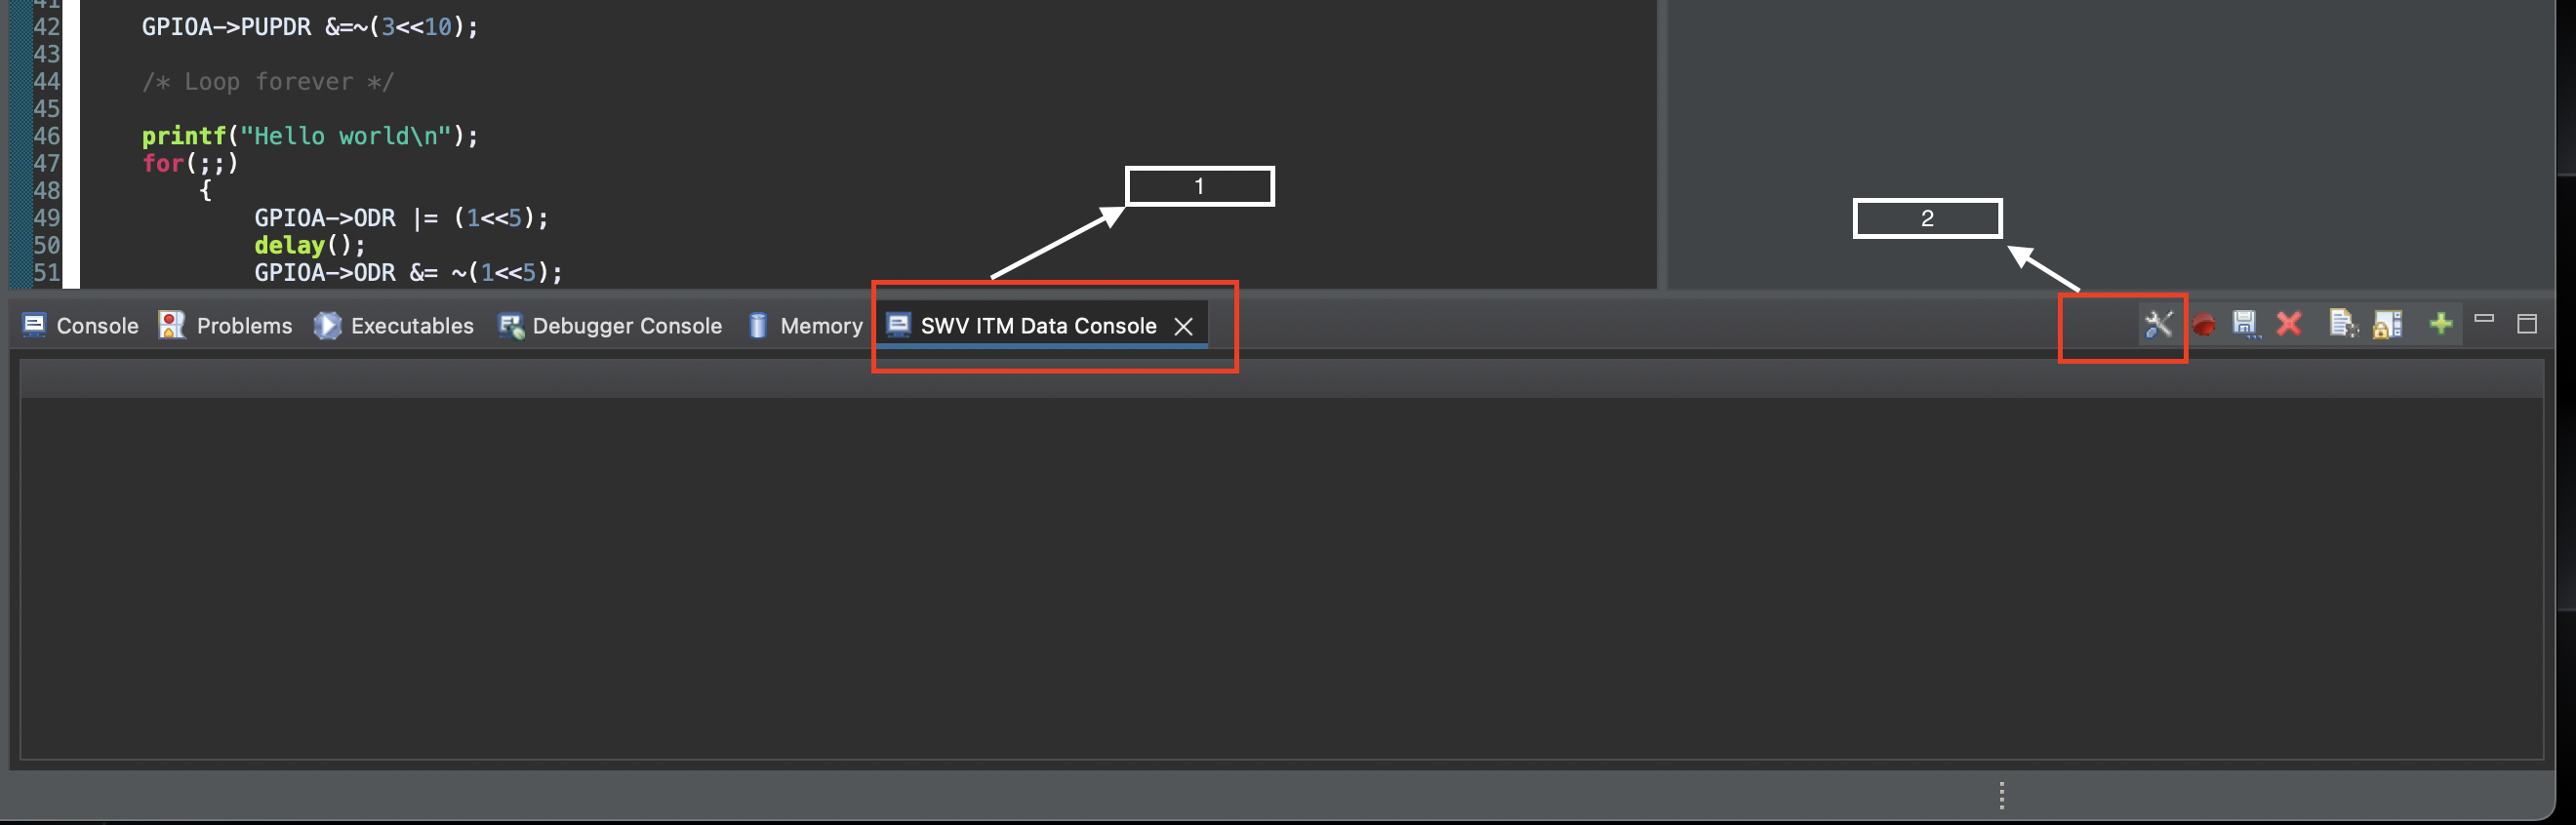 41
42 GPIOA->PUPDR &=~(3<<10);
43
44 /* Loop forever */
45
46 printf("Hello world\n");
47 for(;;)
48 {
49 GPIOA->ODR |= (1<<5);
50 delay();
51 GPIOA->ODR &= ~(1<<5);
1
2
Console Problems Executables Debugger Console Memory SWV ITM Data Console